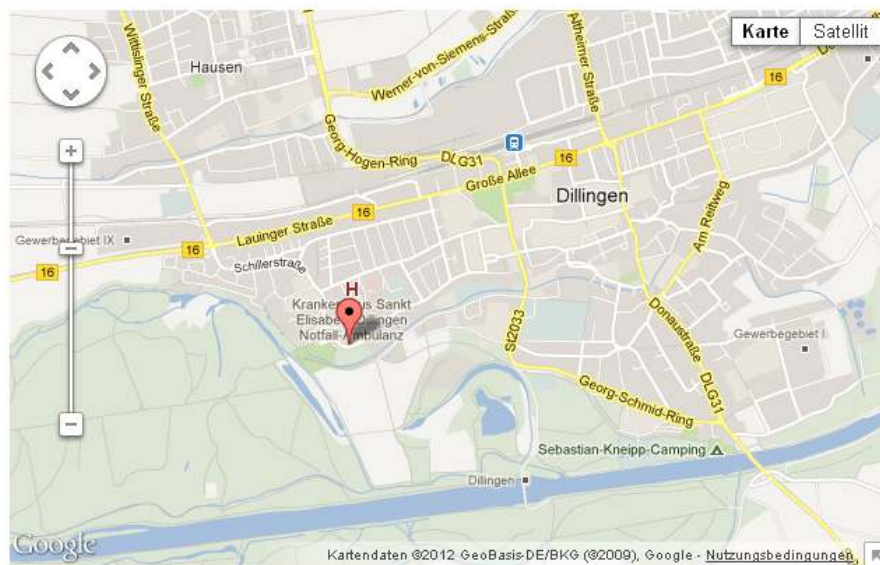 Karte
Satellit
Wittislinger Straße
Hausen
Werner-von-Siemens-Straße
Altheimer Straße
16
Georg-Hogen-Ring
DLG31
16
Große Allee
Dillingen
Am Reitweg
16
Lauinger Straße
Gewerbegebiet IX
16
16
Schillerstraße
H
Sankt
Notfall-Ambulanz
St2033
Donaustraße
Gewerbegebiet
DLG31
Georg-Schmid-Ring
Sebastian-Kneipp-Camping
Dillingen
Google
Kartendaten ©2012 GeoBasis-DE/BKG (©2009), Google - Nutzungsbedingungen